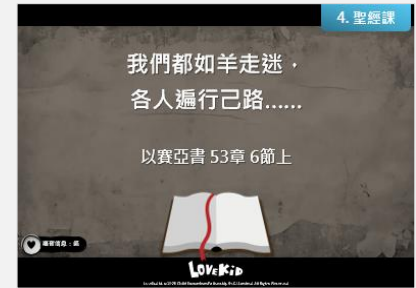 4. 聖經課
我們都如羊走迷，
各人遍行己路......
以賽亞書 53章 6節上
LOVEKiD